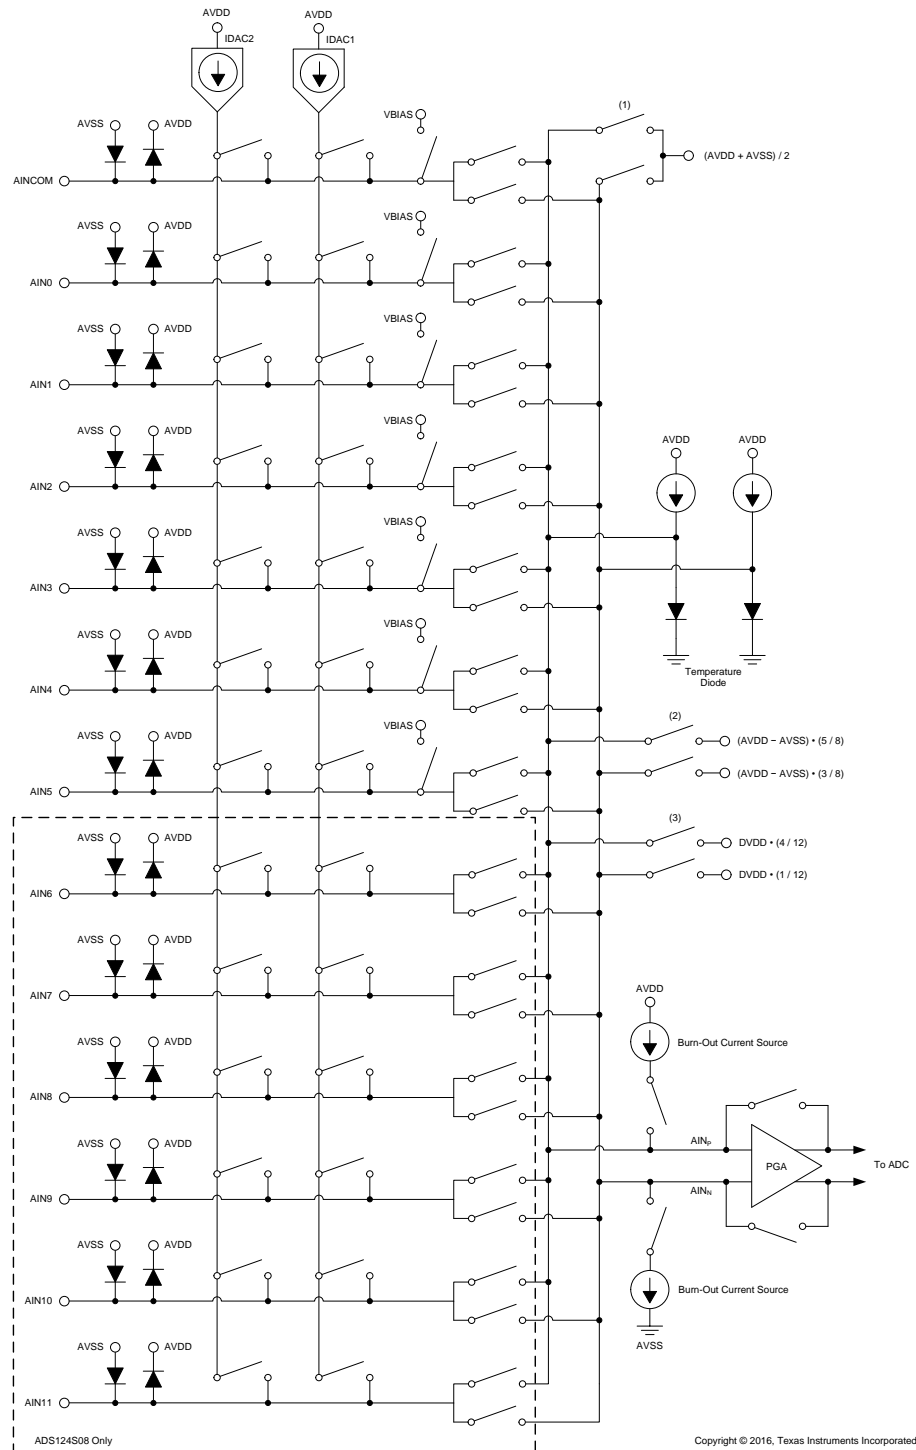 AVDD
AVDD
IDAC2
IDAC1
(1)
AVSS
AVDD
VBIAS
(AVDD + AVSS) / 2
AINCOM
AVSS
AVDD
VBIAS
AIN0
AVSS
AVDD
VBIAS
AIN1
AVSS
AVDD
VBIAS
AIN2
AVDD
AVDD
AVSS
AVDD
VBIAS
AIN3
AVSS
AVDD
VBIAS
AIN4
Temperature
Diode
AVSS
AVDD
VBIAS
(2)
(AVDD − AVSS) • (5 / 8)
(AVDD − AVSS) • (3 / 8)
AIN5
(3)
AVSS
AVDD
DVDD • (4 / 12)
DVDD • (1 / 12)
AIN6
AVSS
AVDD
AIN7
AVDD
AVSS
AVDD
Burn-Out Current Source
AIN8
AVSS
AVDD
AINP
PGA
To ADC
AINN
AIN9
AVSS
AVDD
Burn-Out Current Source
AIN10
AVSS
AVSS
AVDD
AIN11
ADS124S08 Only
Copyright © 2016, Texas Instruments Incorporated